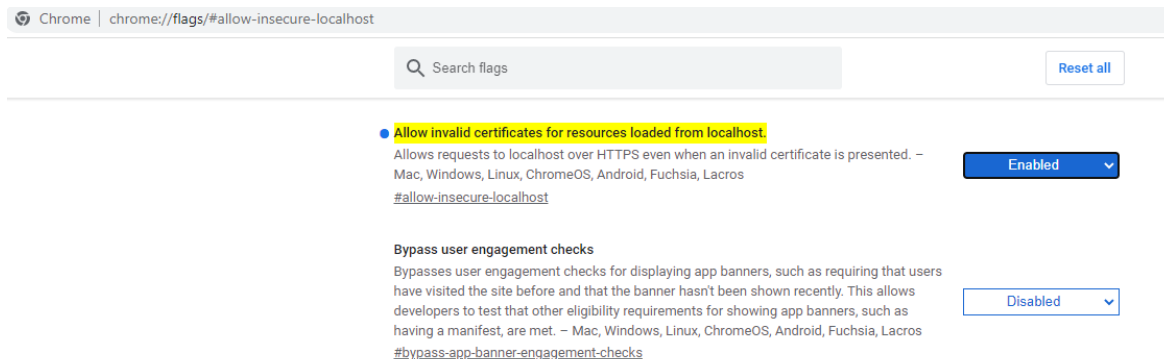 Chrome | chrome://flags/#allow-insecure-localhost
Search flags
Reset all
Allow invalid certificates for resources loaded from localhost.
Allows requests to localhost over HTTPS even when an invalid certificate is presented. –
Mac, Windows, Linux, ChromeOS, Android, Fuchsia, Lacros
#allow-insecure-localhost
Enabled
Bypass user engagement checks
Bypasses user engagement checks for displaying app banners, such as requiring that users
have visited the site before and that the banner hasn't been shown recently. This allows
developers to test that other eligibility requirements for showing app banners, such as
having a manifest, are met. – Mac, Windows, Linux, ChromeOS, Android, Fuchsia, Lacros
#bypass-app-banner-engagement-checks
Disabled